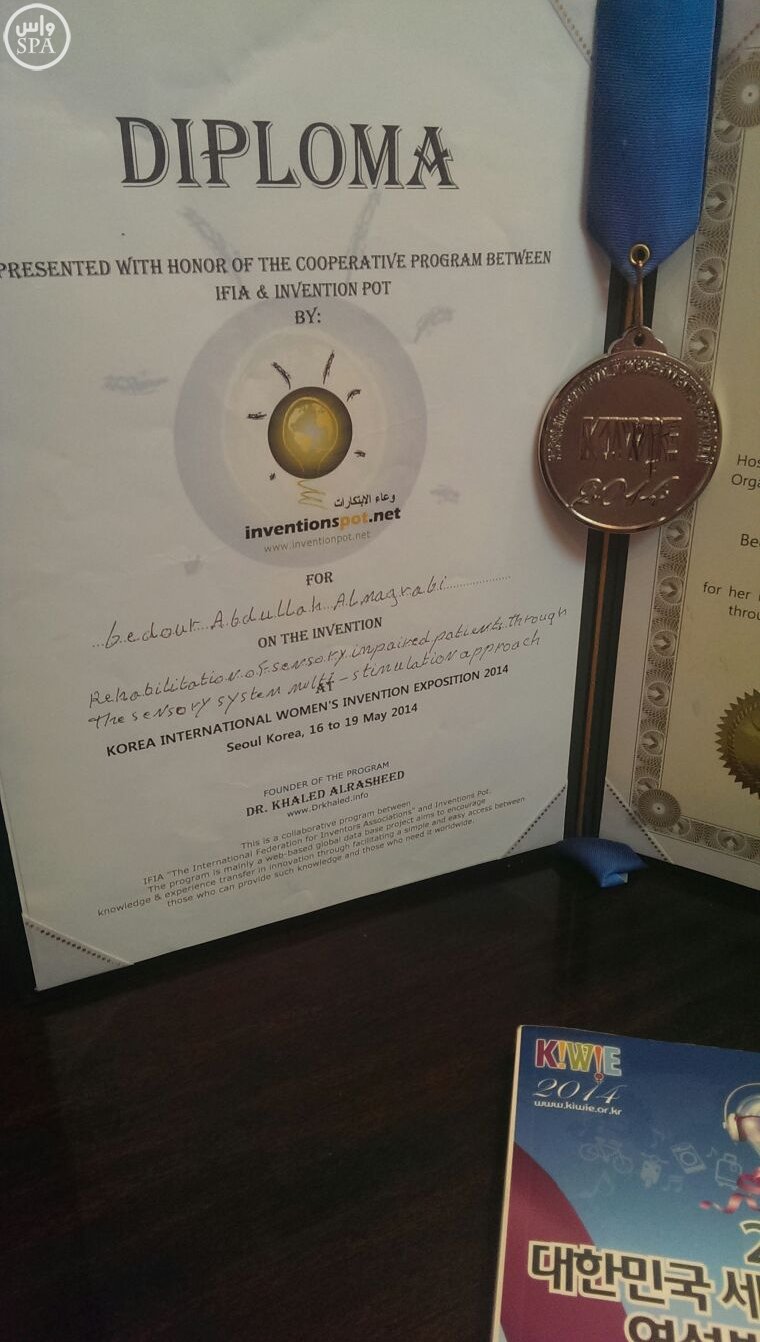 واس
SPA
DIPLOMA
PRESENTED WITH HONOR OF THE COOPERATIVE PROGRAM BETWEEN
IFIA & INVENTION POT
BY:
وعاء الابتكارات
inventionspot.net
www.inventionpot.net
FOR
bedour Abdullah Almagrabi
ON THE INVENTION
Rehabilitation of sensory impaired patients through
the sensory system multi-stimulation approach
AT
KOREA INTERNATIONAL WOMEN'S INVENTION EXPOSITION 2014
Seoul Korea, 16 to 19 May 2014
FOUNDER OF THE PROGRAM
DR. KHALED ALRASHEED
www.Drkhaled.info
This is a collaborative program between
IFIA "The International Federation for Inventors Associations" and Inventions Pot.
The program is mainly a web-based global data base project aims to encourage
knowledge & experience transfer in innovation through facilitating a simple and easy access between
those who can provide such knowledge and those who need it worldwide.
KIWIE
2014
Hos
Orga
Be
for her
throu
K!W!E
2014
www.kiwie.or.kr
2
대한민국 세